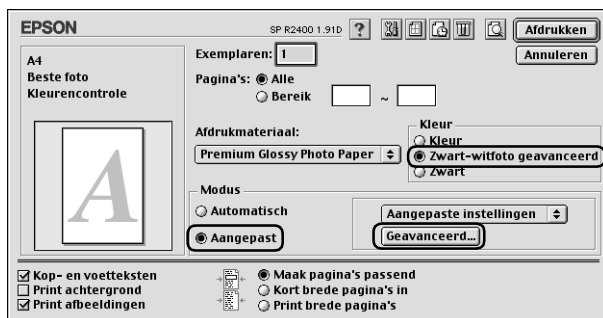 EPSON
SP R2400 1.91D
?
Afdrukken
Annuleren
A4
Beste foto
Kleurencontrole
A
Exemplaren: 1
Pagina's: Alle
Bereik ~
Afdrukmateriaal:
Premium Glossy Photo Paper
Kleur
Kleur
Zwart-witfoto geavanceerd
Zwart
Modus
Automatisch
Aangepast
Aangepaste instellingen
Geavanceerd...
Kop- en voetteksten
Print achtergrond
Print afbeeldingen
Maak pagina's passend
Kort brede pagina's in
Print brede pagina's